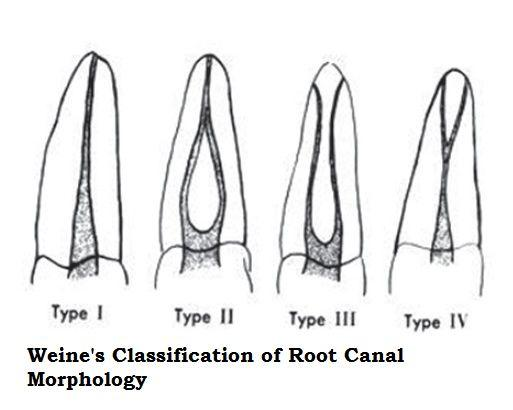 Type I
Type II
Type III
Type IV
Weine's Classification of Root Canal
Morphology